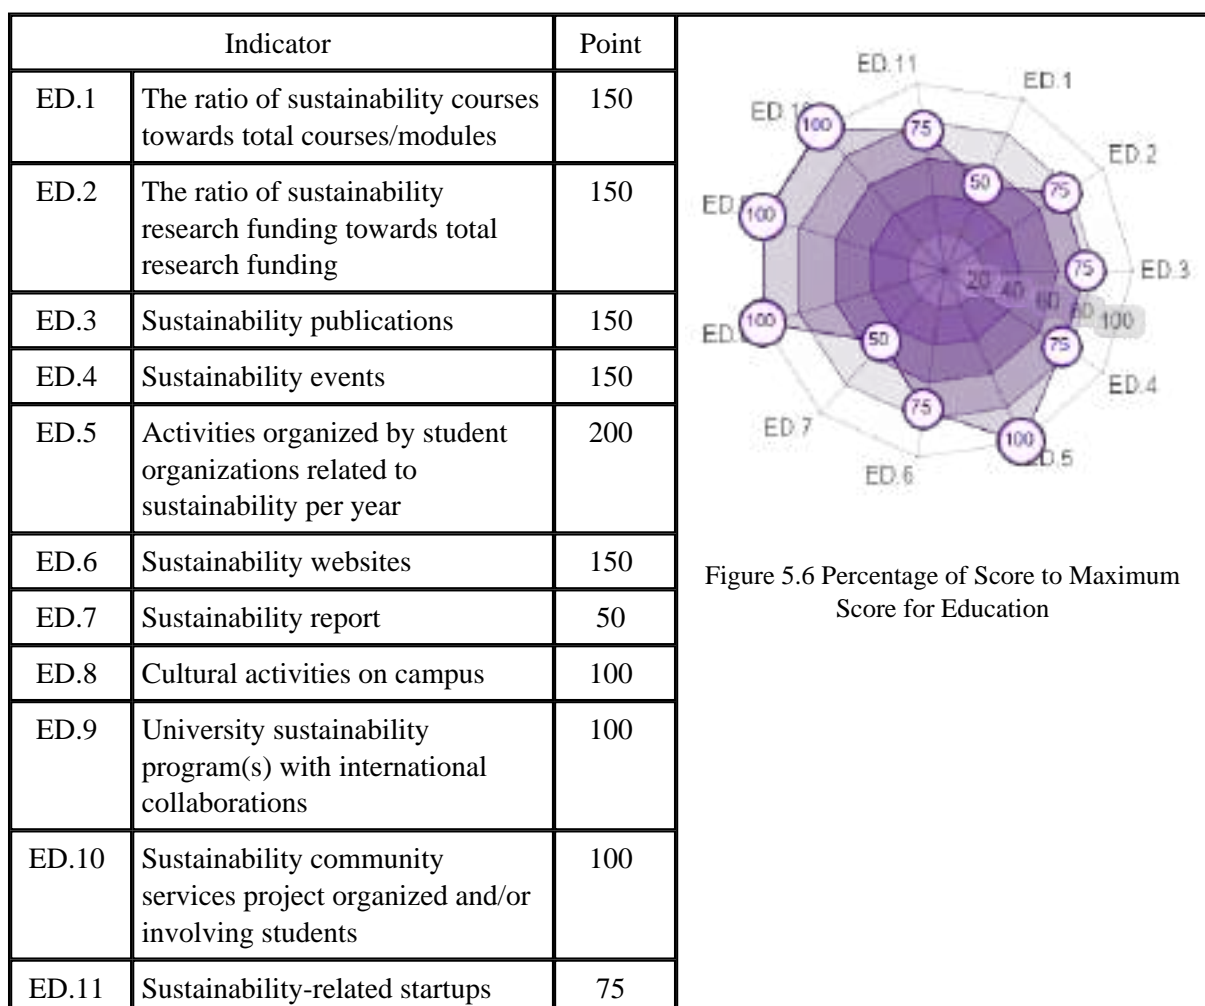 Indicator Point
ED.1 The ratio of sustainability courses 150
towards total courses/modules
ED.2 The ratio of sustainability 150
research funding towards total
research funding
ED.3 Sustainability publications 150
ED.4 Sustainability events 150
ED.5 Activities organized by student 200
organizations related to
sustainability per year
ED.6 Sustainability websites 150
ED.7 Sustainability report 50
ED.8 Cultural activities on campus 100
ED.9 University sustainability 100
program(s) with international
collaborations
ED.10 Sustainability community 100
services project organized and/or
involving students
ED.11 Sustainability-related startups 75
ED.11
ED.1
100
75
ED.2
50
75
100
75
ED.3
20 40 60 80 100
100
50
75
ED.4
75
100
ED.7
ED.6
Figure 5.6 Percentage of Score to Maximum
Score for Education